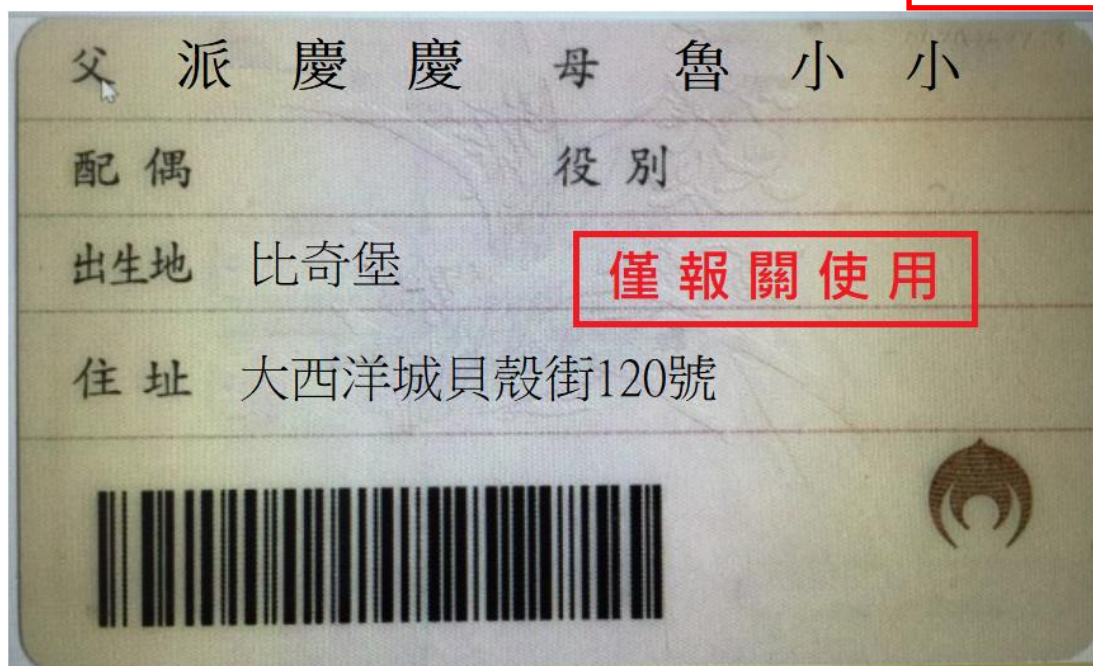 父 派慶慶 母 魯小小
配偶 役別
出生地 比奇堡
僅報關使用
住址 大西洋城貝殼街120號